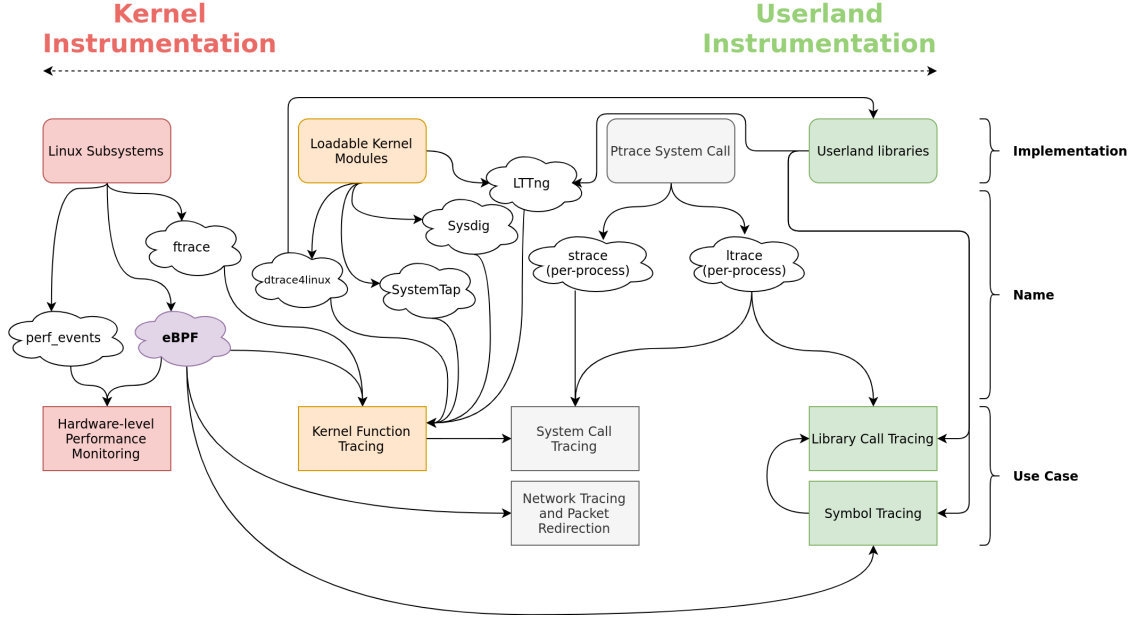 Kernel
Instrumentation
Userland
Instrumentation
Linux Subsystems
Loadable Kernel
Modules
Ptrace System Call
Userland libraries
Implementation
LTTng
Sysdig
ftrace
strace
(per-process)
ltrace
(per-process)
dtrace4linux
SystemTap
Name
perf_events
eBPF
Hardware-level
Performance
Monitoring
Kernel Function
Tracing
System Call
Tracing
Library Call Tracing
Use Case
Network Tracing
and Packet
Redirection
Symbol Tracing